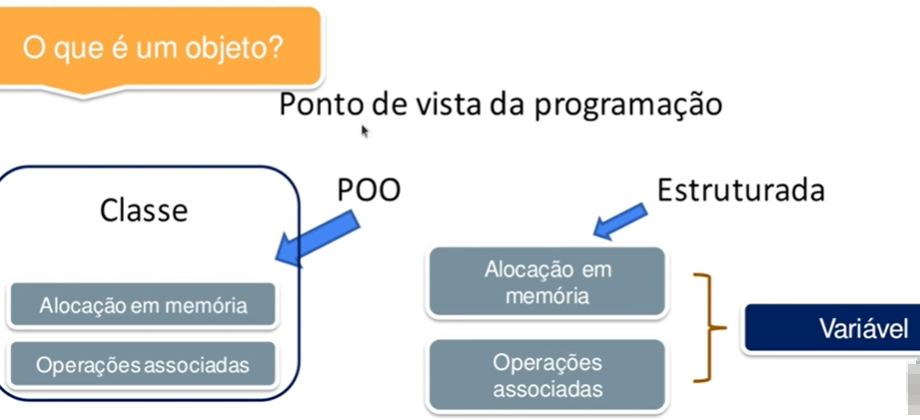 O que é um objeto?
Ponto de vista da programação
POO
Estruturada
Classe
Alocação em memória
Operações associadas
Alocação em
memória
Operações
associadas
Variável